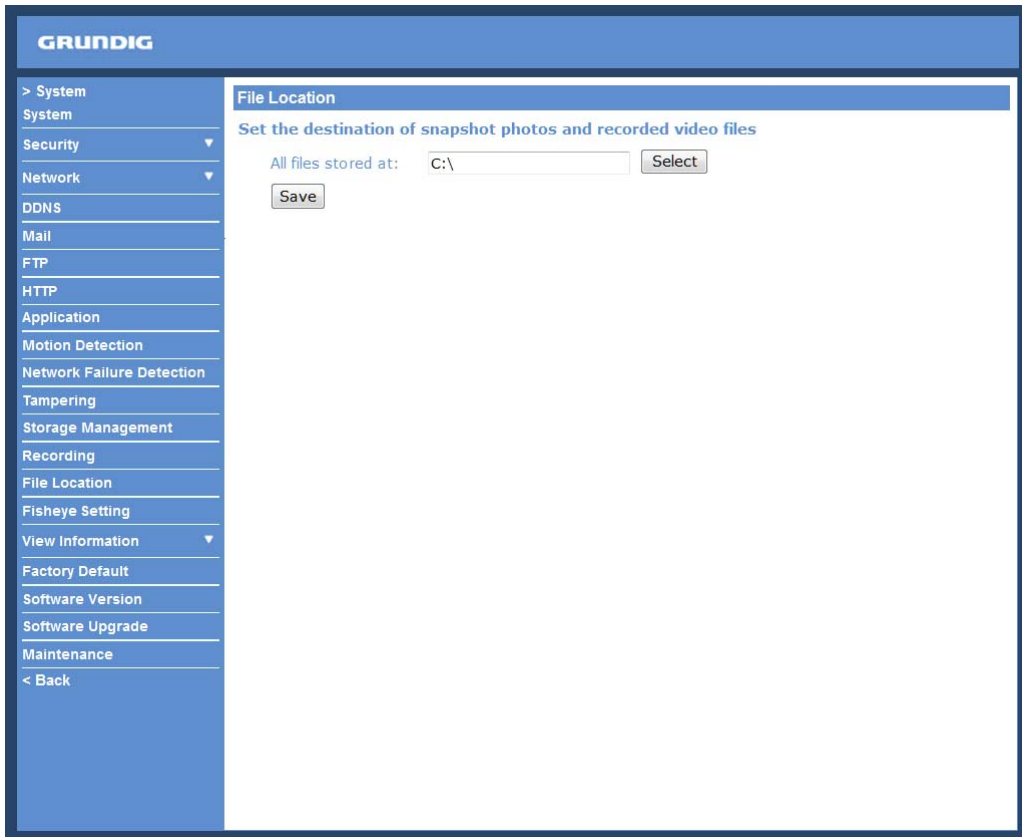 GRUNDIG
> System
System
Security
Network
DDNS
Mail
FTP
HTTP
Application
Motion Detection
Network Failure Detection
Tampering
Storage Management
Recording
File Location
Fisheye Setting
View Information
Factory Default
Software Version
Software Upgrade
Maintenance
< Back
File Location
Set the destination of snapshot photos and recorded video files
All files stored at: C:\ Select
Save